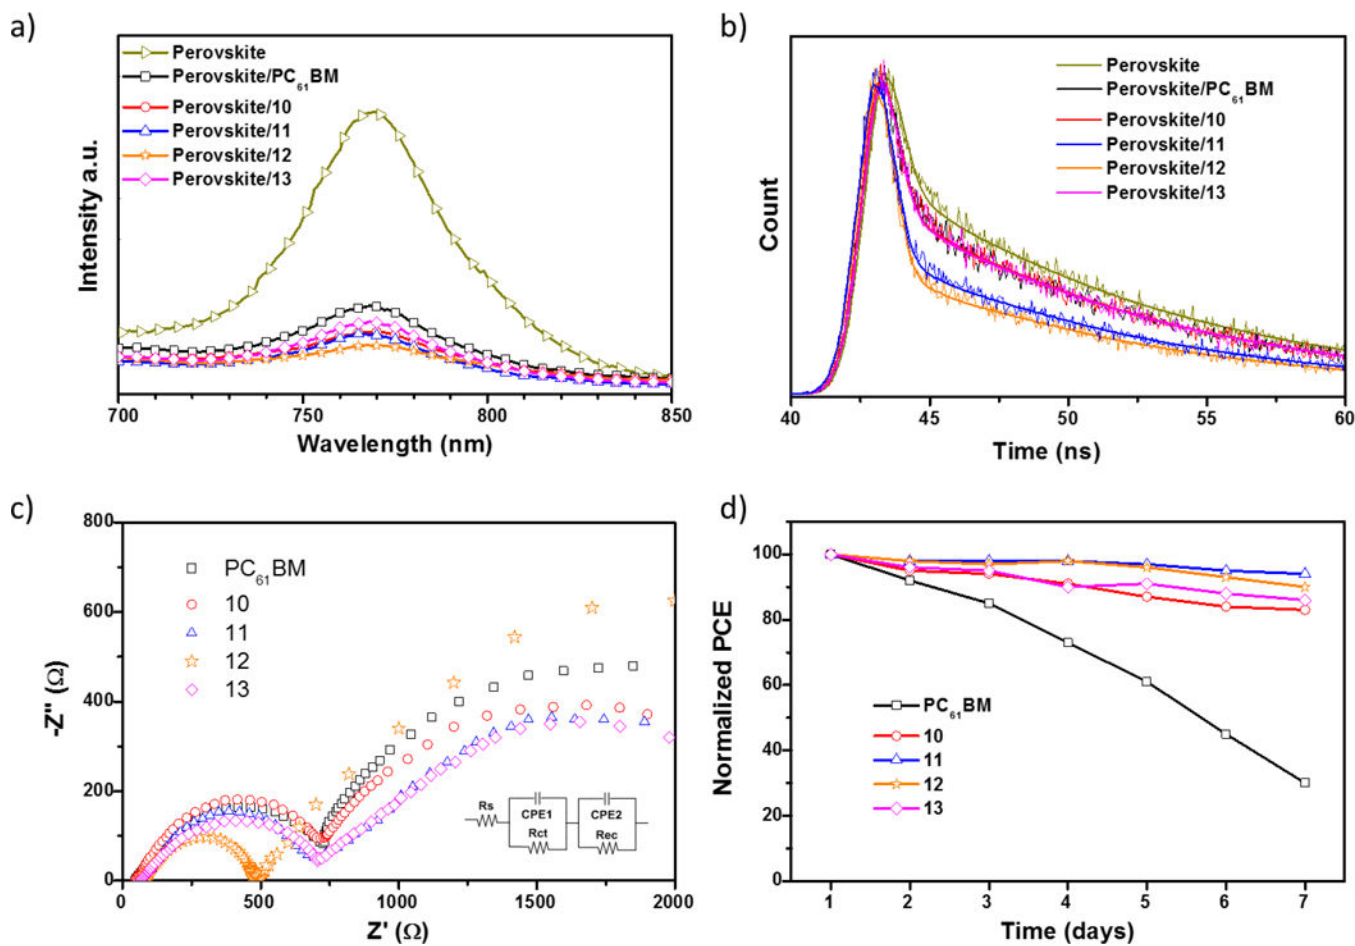 a)
Perovskite
Perovskite/PC61BM
Perovskite/10
Perovskite/11
Perovskite/12
Perovskite/13
Intensity a.u.
700 750 800 850
Wavelength (nm)
b)
Perovskite
Perovskite/PC61BM
Perovskite/10
Perovskite/11
Perovskite/12
Perovskite/13
Count
40 45 50 55 60
Time (ns)
c)
800
600
400
200
0
-Z" (Ω)
PC61BM
10
11
12
13
Rs
CPE1
Rct
CPE2
Rec
0 500 1000 1500 2000
Z' (Ω)
d)
100
80
60
40
20
0
Normalized PCE
PC61BM
10
11
12
13
1 2 3 4 5 6 7
Time (days)